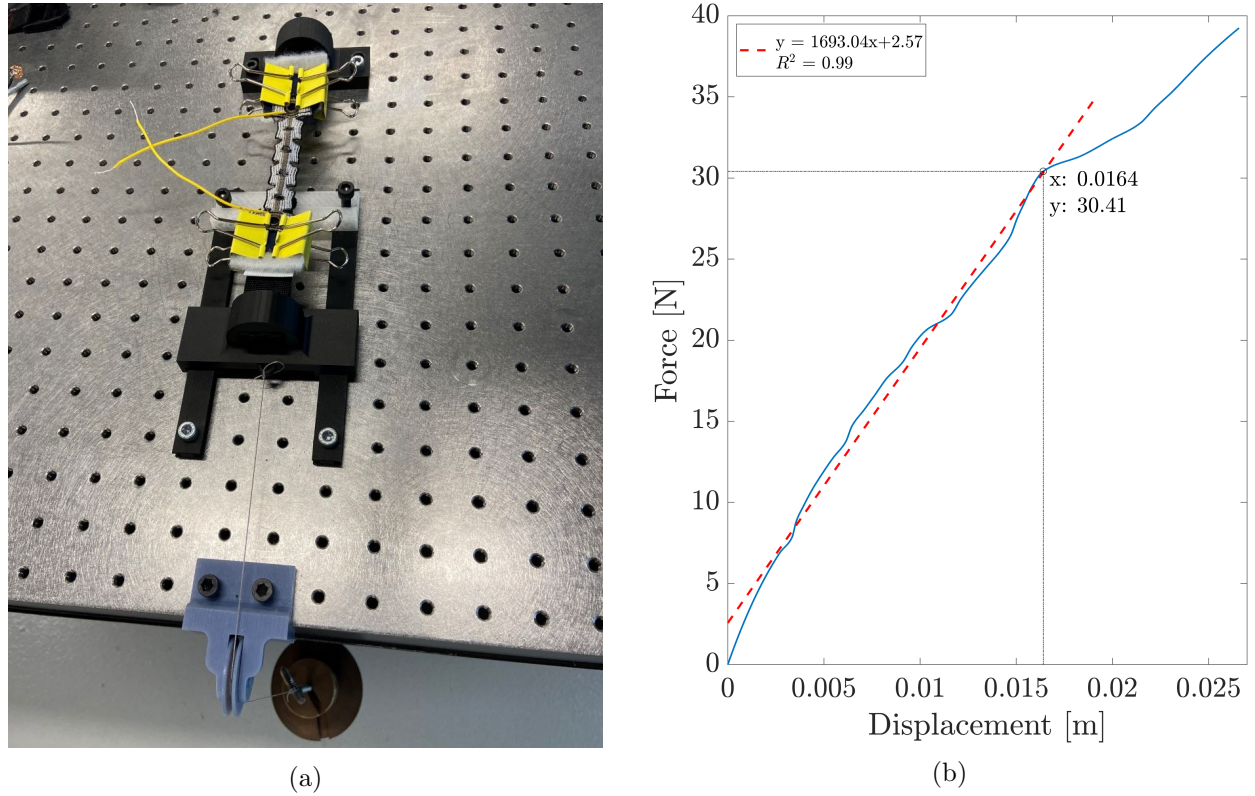 y = 1693.04x+2.57
R² = 0.99
x: 0.0164
y: 30.41
40
35
30
25
20
15
10
5
0
0 0.005 0.01 0.015 0.02 0.025
Force [N]
Displacement [m]
(a)
(b)